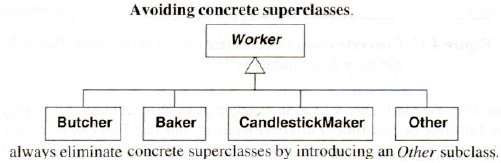 Avoiding concrete superclasses.
Worker
Butcher Baker CandlestickMaker Other
always eliminate concrete superclasses by introducing an Other subclass.